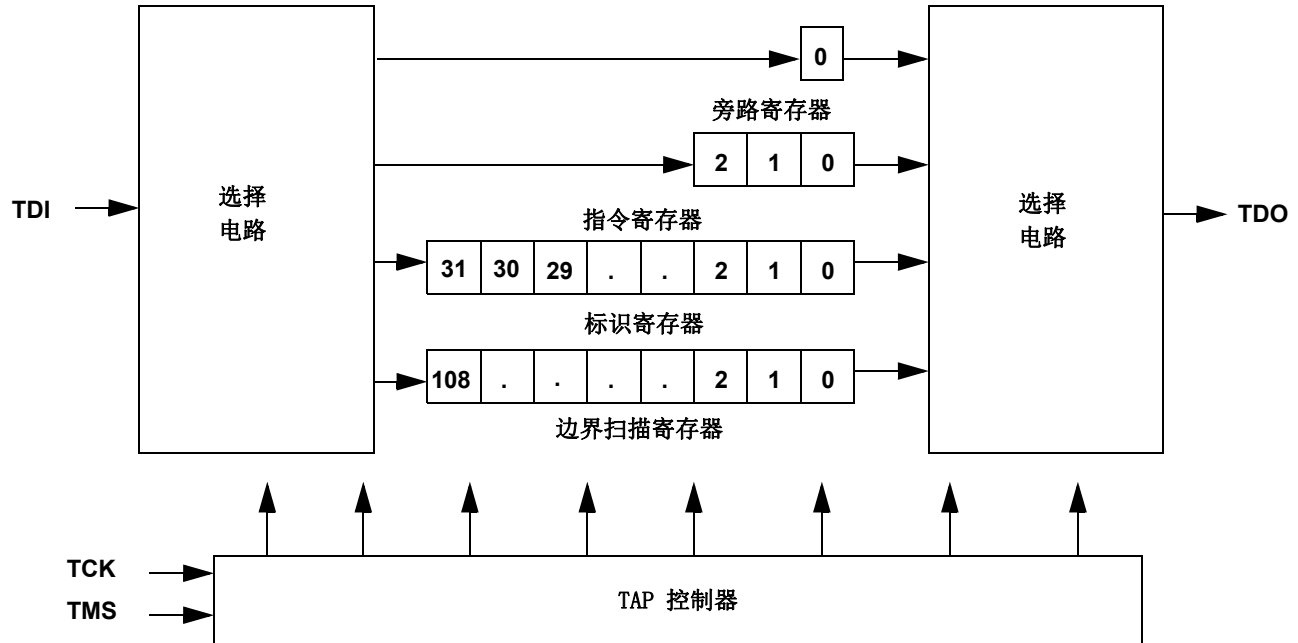 0
旁路寄存器
2 1 0
TDI
选择
电路
选择
电路
TDO
指令寄存器
31 30 29 . . 2 1 0
标识寄存器
108 . . . . 2 1 0
边界扫描寄存器
TCK
TMS
TAP 控制器